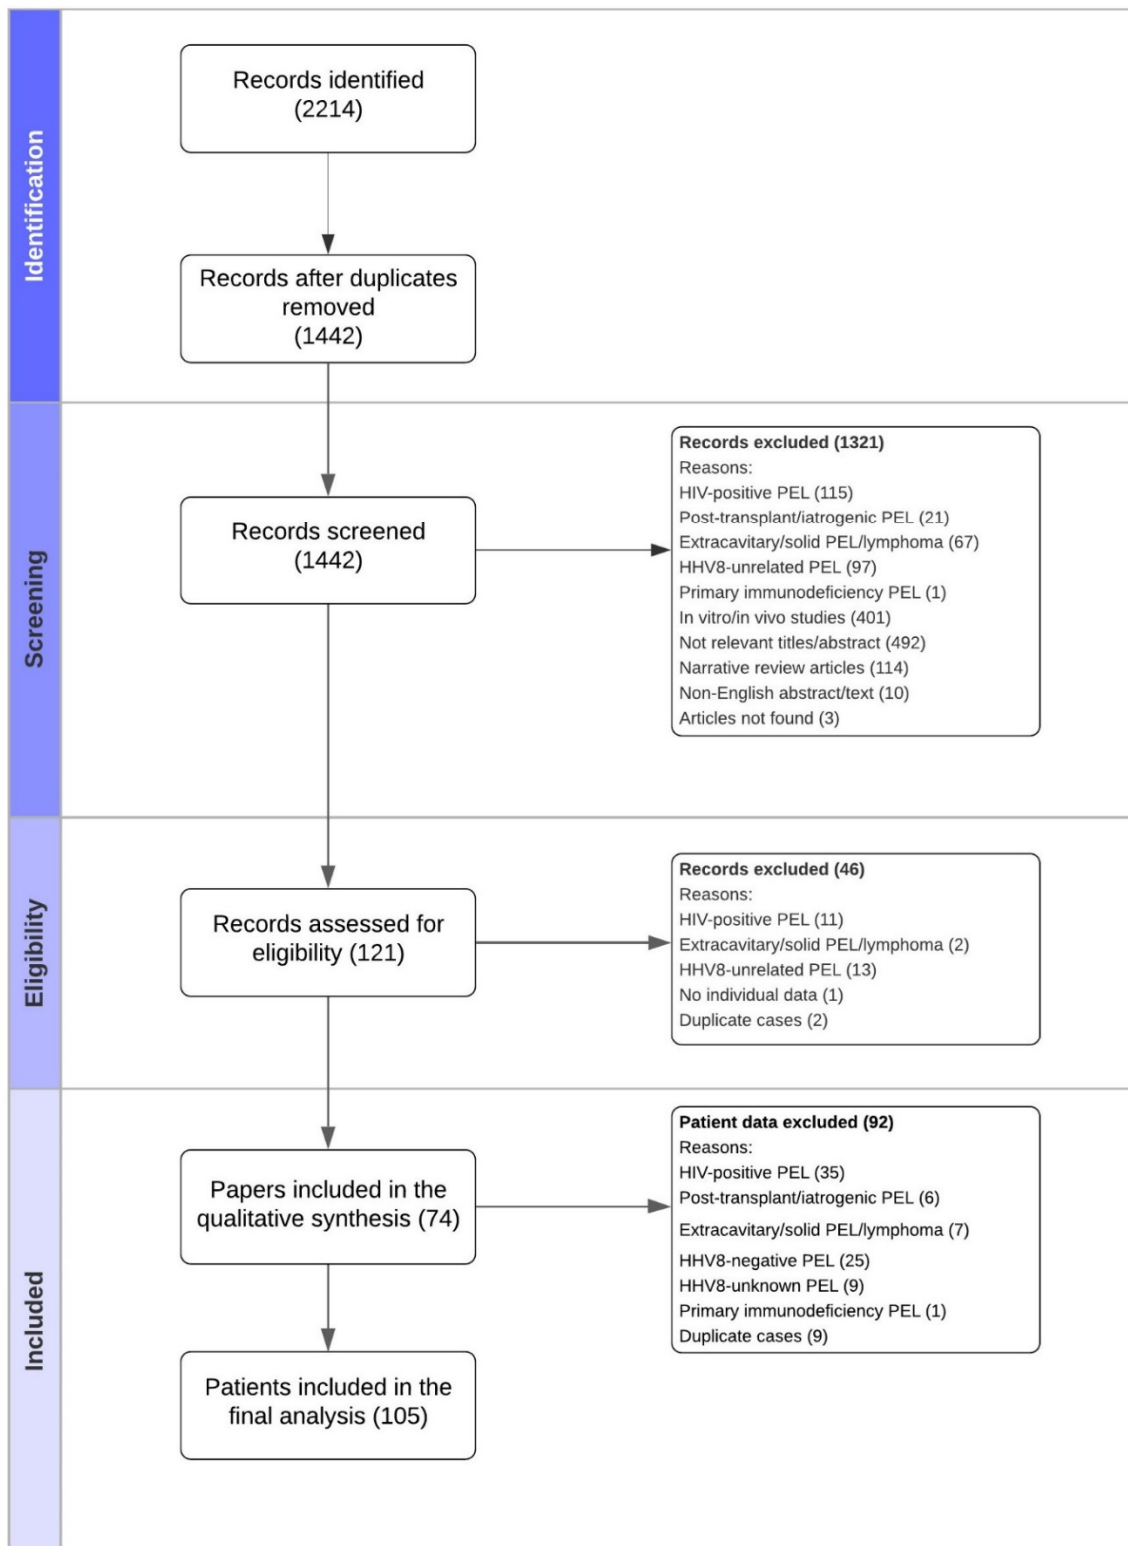 Identification
Records identified
(2214)
Records after duplicates
removed
(1442)
Screening
Records screened
(1442)
Records excluded (1321)
Reasons:
HIV-positive PEL (115)
Post-transplant/iatrogenic PEL (21)
Extracavitary/solid PEL/lymphoma (67)
HHV8-unrelated PEL (97)
Primary immunodeficiency PEL (1)
In vitro/in vivo studies (401)
Not relevant titles/abstract (492)
Narrative review articles (114)
Non-English abstract/text (10)
Articles not found (3)
Eligibility
Records assessed for
eligibility (121)
Records excluded (46)
Reasons:
HIV-positive PEL (11)
Extracavitary/solid PEL/lymphoma (2)
HHV8-unrelated PEL (13)
No individual data (1)
Duplicate cases (2)
Included
Papers included in the
qualitative synthesis (74)
Patient data excluded (92)
Reasons:
HIV-positive PEL (35)
Post-transplant/iatrogenic PEL (6)
Extracavitary/solid PEL/lymphoma (7)
HHV8-negative PEL (25)
HHV8-unknown PEL (9)
Primary immunodeficiency PEL (1)
Duplicate cases (9)
Patients included in the
final analysis (105)